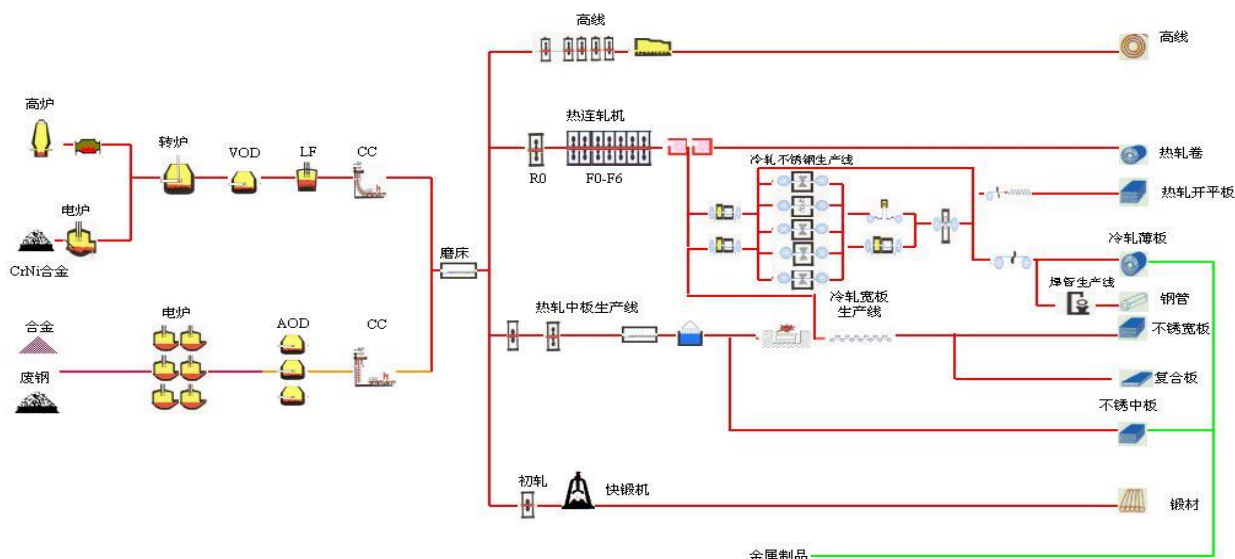 高线
高线
高炉
热连轧机
转炉
VOD
LF
CC
冷轧不锈钢生产线
热轧卷
R0
F0-F6
热轧开平板
电炉
CrNi合金
磨床
冷轧薄板
焊管生产线
钢管
合金
电炉
AOD
CC
热轧中板生产线
冷轧宽板
生产线
不锈宽板
废钢
复合板
不锈中板
初轧
快锻机
锻材
金属制品